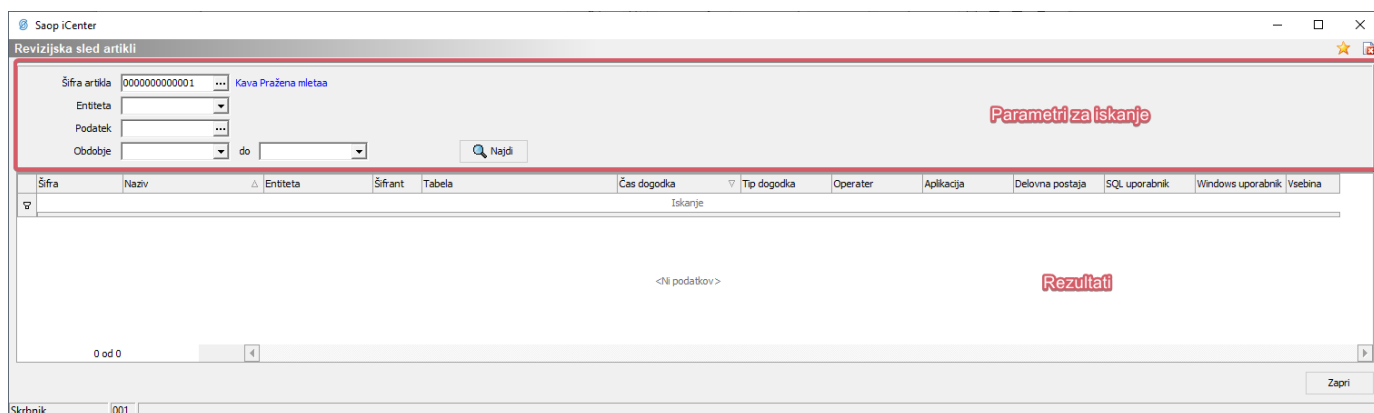 Saop iCenter
Revizijska sled artikli
Šifra artikla 0000000000001 ... Kava Pražena mletaa
Entiteta
Podatek ...
Obdobje do Najdi
Parametri za iskanje
Šifra Naziv Entiteta Šifrant Tabela Čas dogodka Tip dogodka Operater Aplikacija Delovna postaja SQL uporabnik Windows uporabnik Vsebina
Iskanje
<Ni podatkov>
Rezultati
0 od 0
Zapri
Skrbnik 001